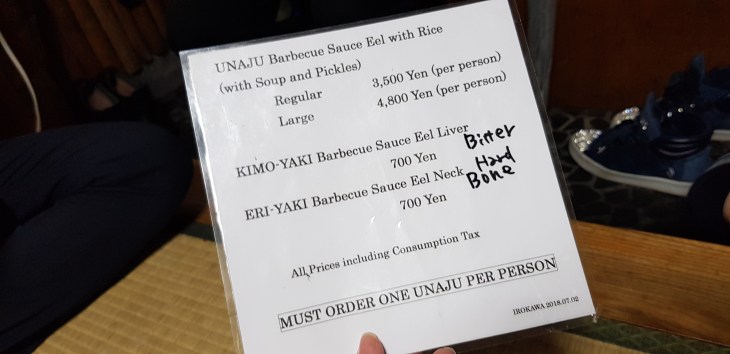 UNAJU Barbecue Sauce Eel with Rice
(with Soup and Pickles)
Regular 3,500 Yen (per person)
Large 4,800 Yen (per person)
KIMO-YAKI Barbecue Sauce Eel Liver Bitter
700 Yen
ERI-YAKI Barbecue Sauce Eel Neck Hard Bone
700 Yen
All Prices including Consumption Tax
MUST ORDER ONE UNAJU PER PERSON
IROKAWA 2018.07.02